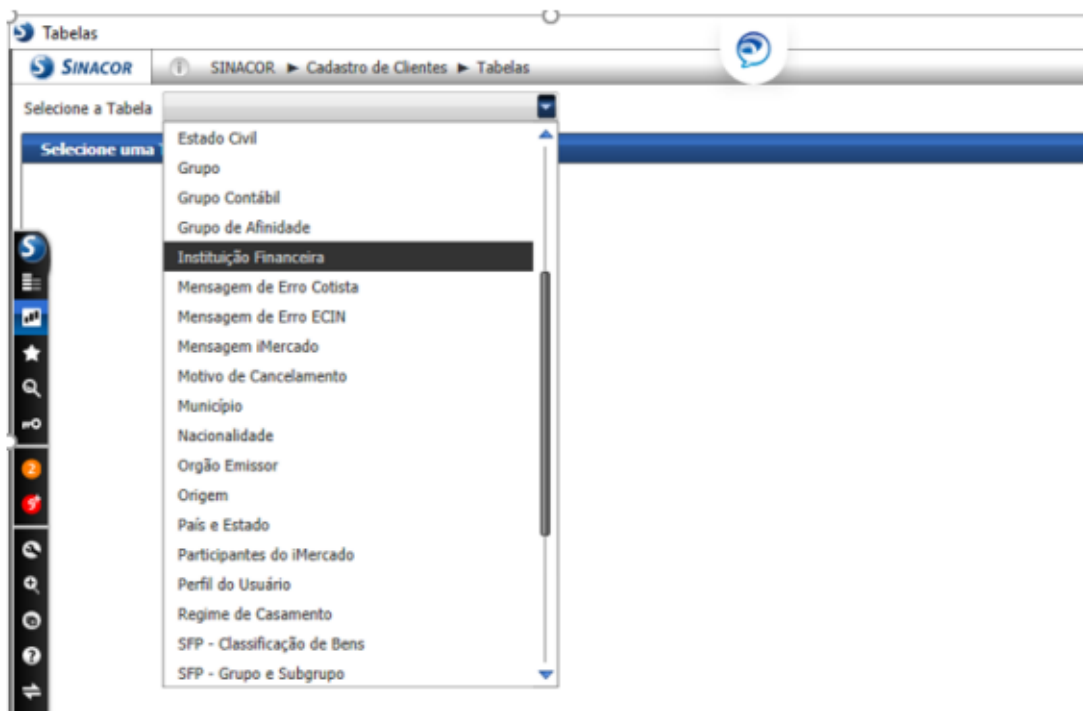 Tabelas
SINACOR
SINACOR ► Cadastro de Clientes ► Tabelas
Selecione a Tabela
Selecione uma
Estado Civil
Grupo
Grupo Contábil
Grupo de Afinidade
Instituição Financeira
Mensagem de Erro Cotista
Mensagem de Erro ECIN
Mensagem iMercado
Motivo de Cancelamento
Município
Nacionalidade
Orgão Emissor
Origem
País e Estado
Participantes do iMercado
Perfil do Usuário
Regime de Casamento
SFP - Classificação de Bens
SFP - Grupo e Subgrupo
2